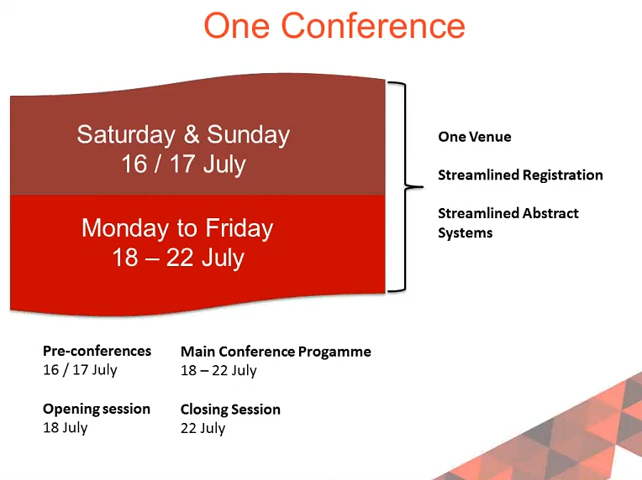 One Conference
Saturday & Sunday
16 / 17 July
Monday to Friday
18 – 22 July
One Venue
Streamlined Registration
Streamlined Abstract
Systems
Pre-conferences
16 / 17 July
Main Conference Progamme
18 – 22 July
Opening session
18 July
Closing Session
22 July